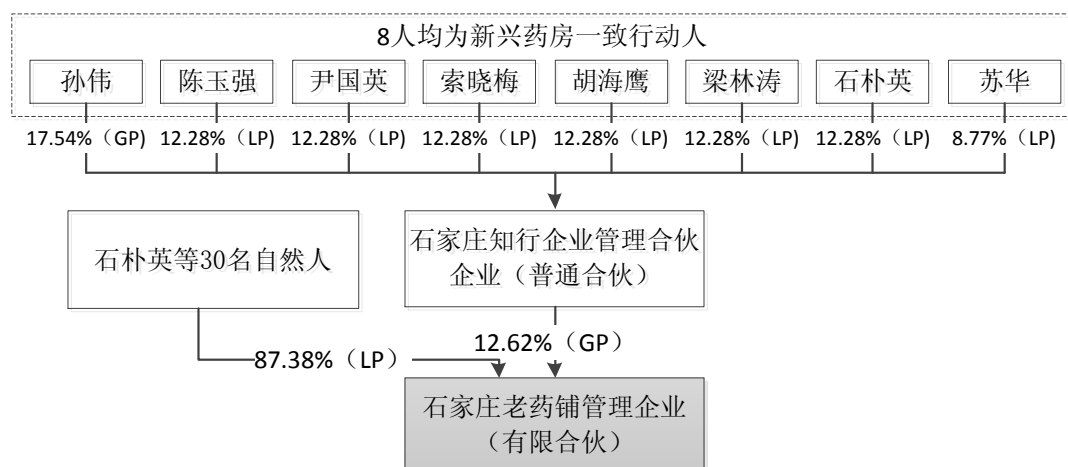 8人均为新兴药房一致行动人
孙伟
陈玉强
尹国英
索晓梅
胡海鹰
梁林涛
石朴英
苏华
17.54%（GP)
12.28%（LP)
12.28%（LP)
12.28%（LP)
12.28%（LP)
12.28%（LP)
12.28%（LP)
8.77%（LP)
石朴英等30名自然人
石家庄知行企业管理合伙
企业（普通合伙）
87.38%（LP）
12.62%（GP）
石家庄老药铺管理企业
（有限合伙）